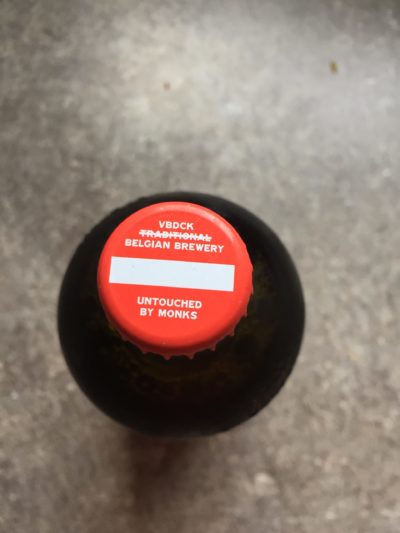 VBDCK
TRADITIONAL
BELGIAN BREWERY
UNTOUCHED
BY MONKS